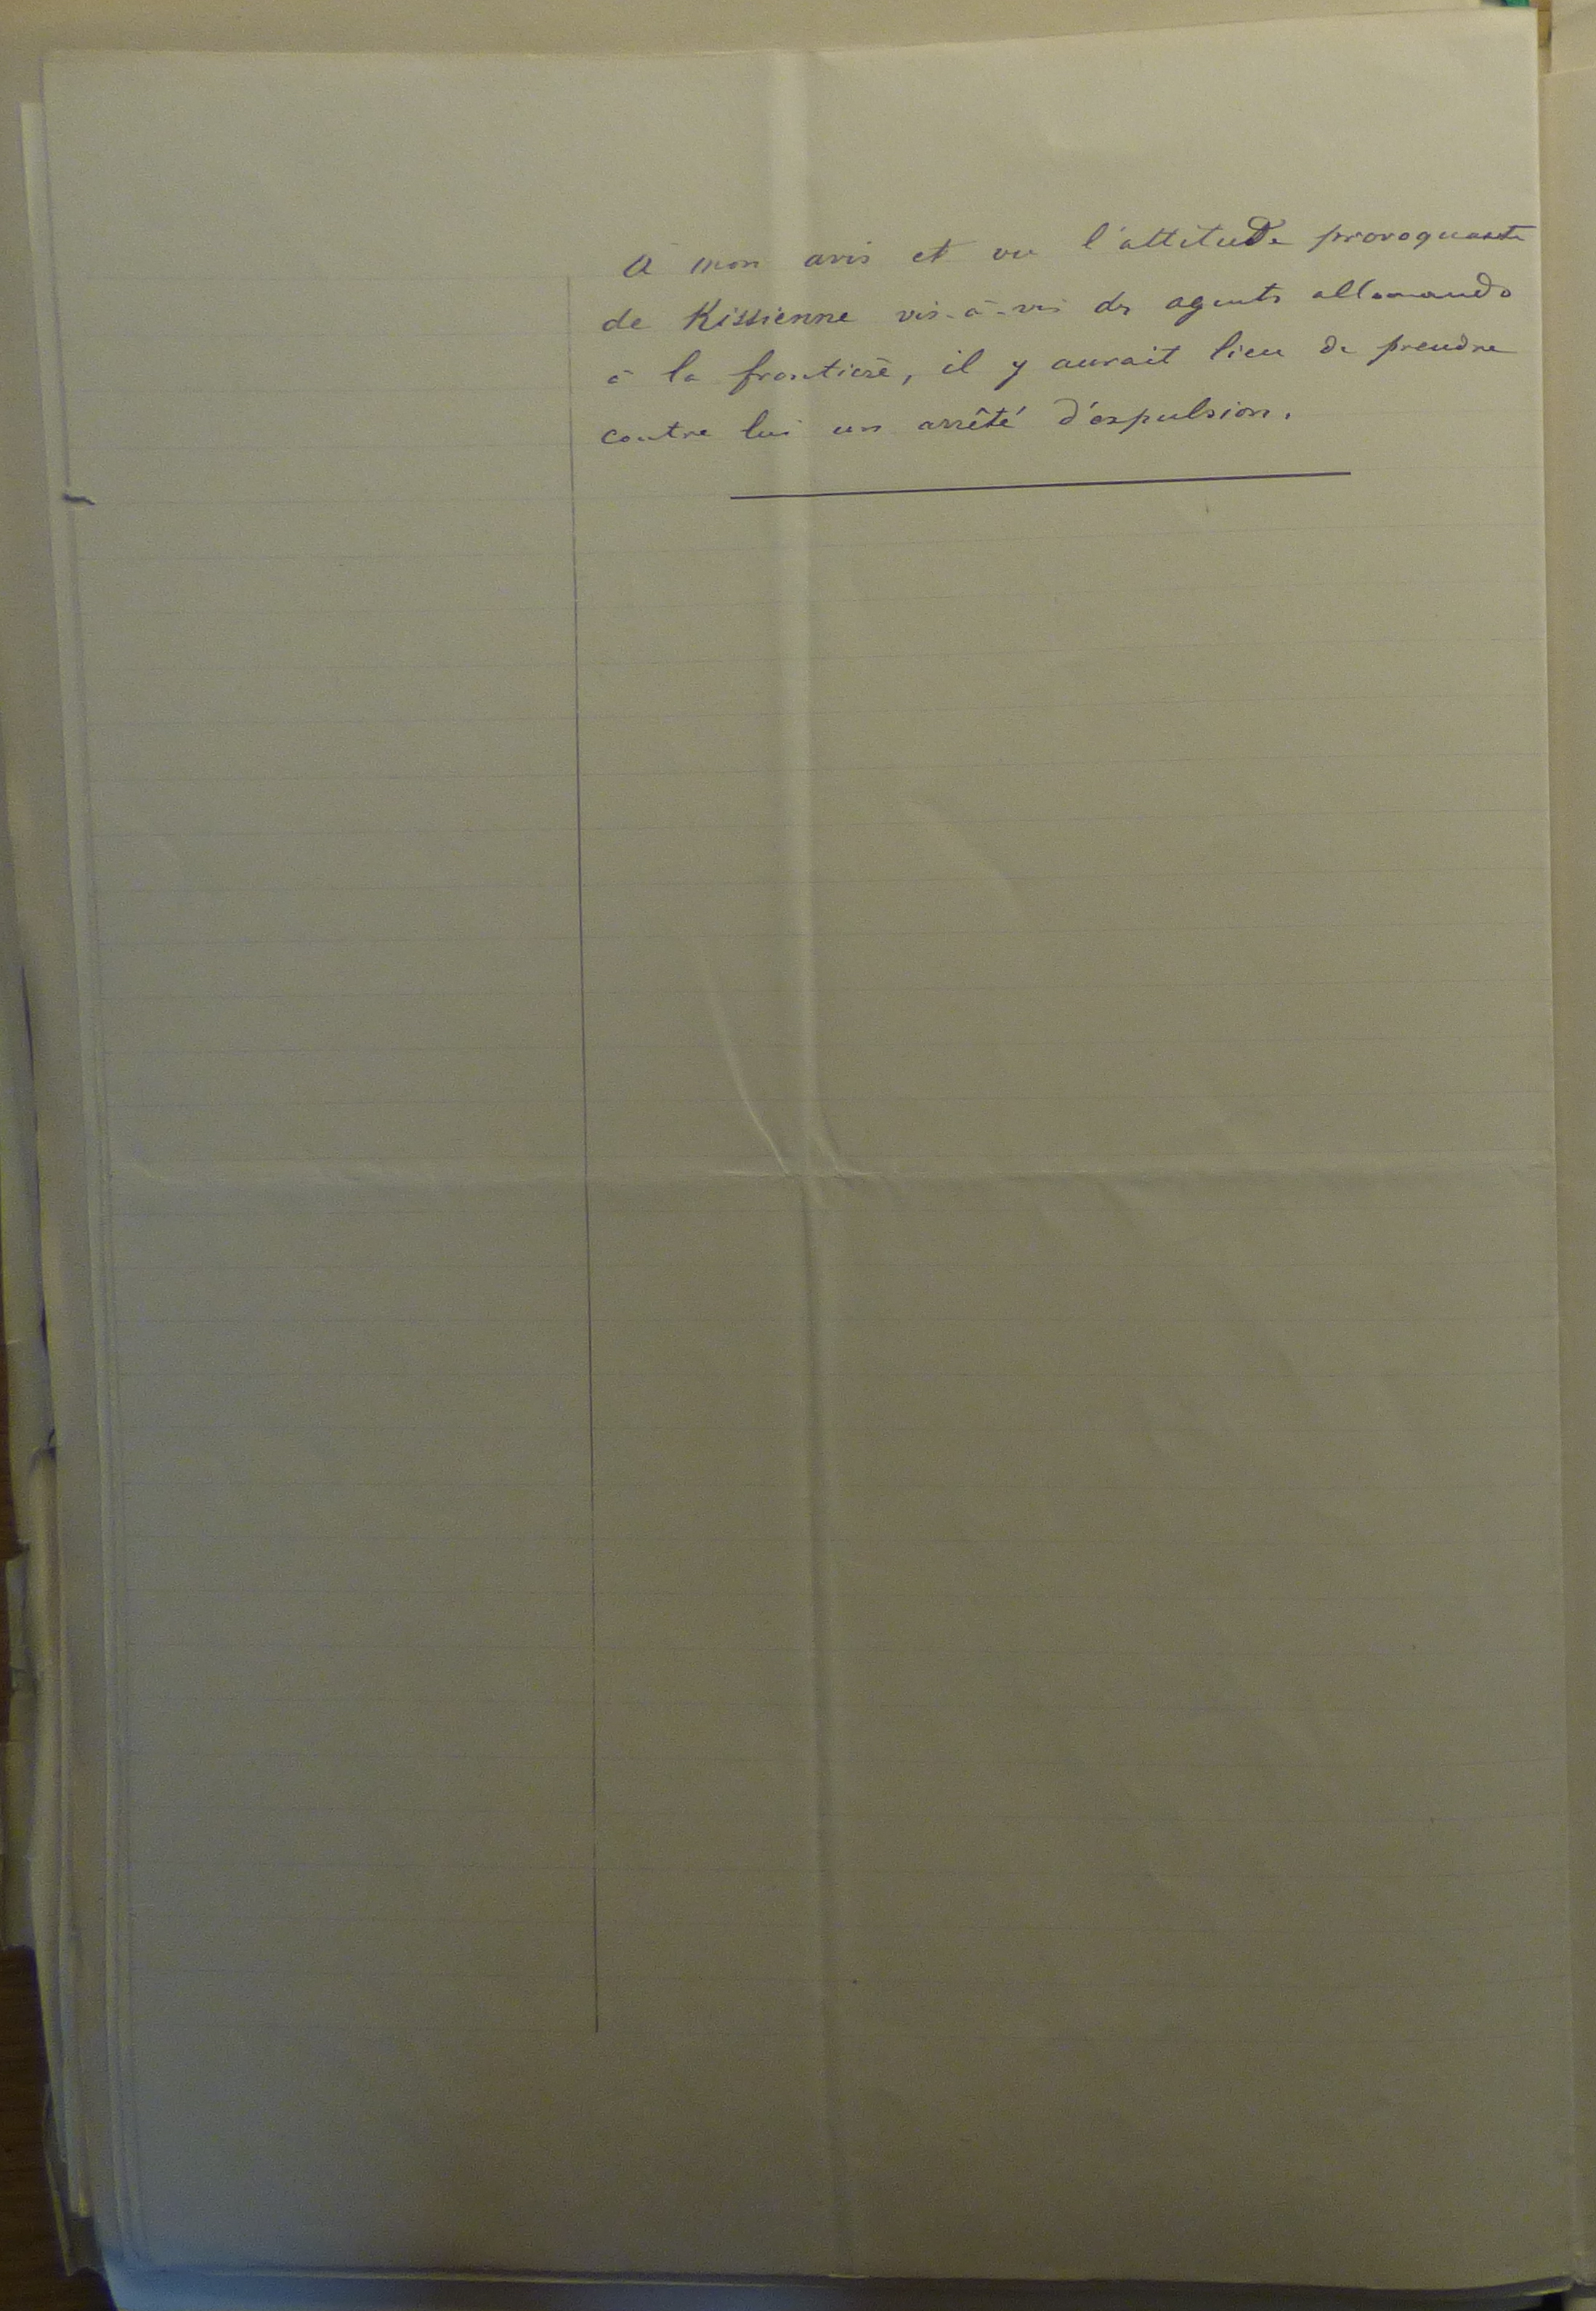 A mon avis et vu l'attitude provoquante
de Kissienne vis-à-vis des agents allemands
à la frontière, il y aurait lieu de prendre
contre lui un arrêté d'expulsion.